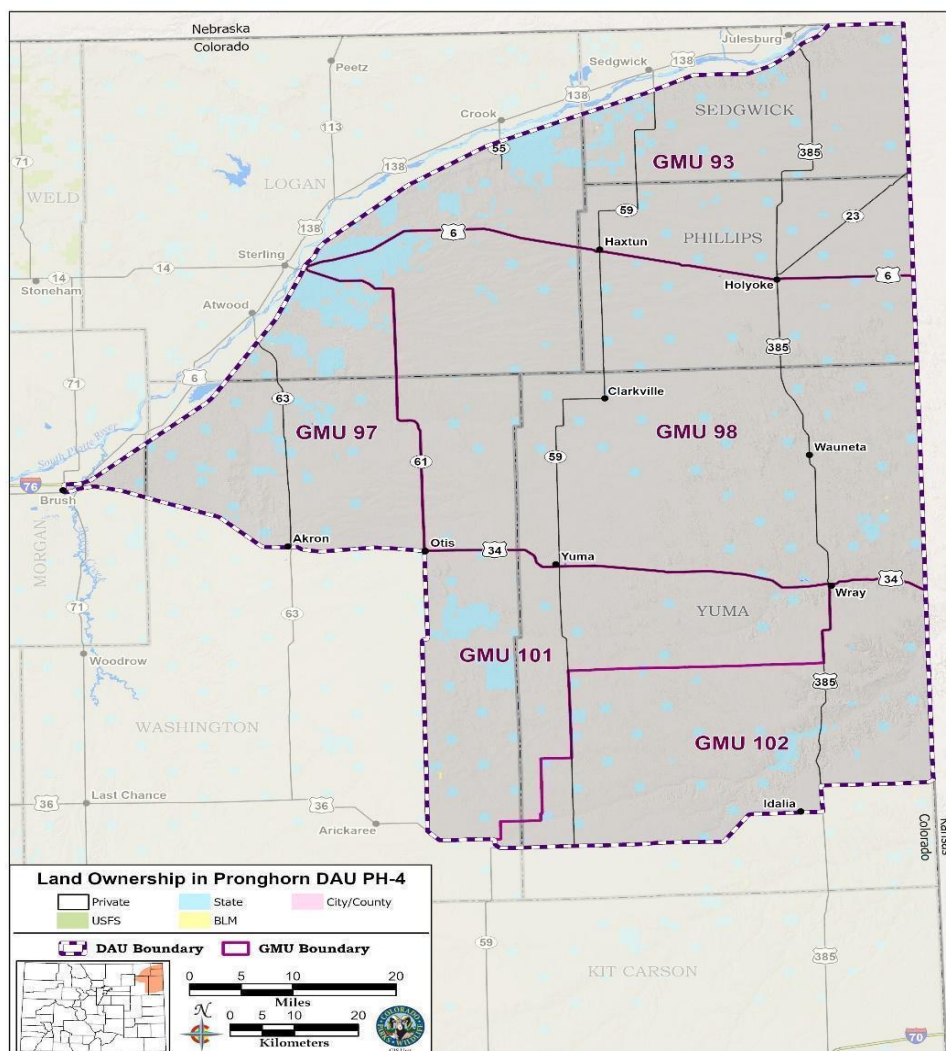 Nebraska
Colorado
Julesburg
Peetz
Sedgwick
138
138
138
SEDGWICK
Crook
113
55
385
71
138
GMU 93
LOGAN
WELD
59
23
138
6
Haxtun
PHILLIPS
Sterling
14
14
6
Stoneham
Holyoke
Atwood
385
6
71
63
Clarkville
GMU 97
GMU 98
South Platte River
61
59
Wauneta
76
Brush
MORGAN
Akron
Otis
34
Yuma
34
Wray
YUMA
71
63
GMU 101
Woodrow
385
WASHINGTON
GMU 102
36
Last Chance
36
Idalia
Arickaree
Colorado
Kansas
Land Ownership in Pronghorn DAU PH-4
Private
State
City/County
USFS
BLM
DAU Boundary
GMU Boundary
59
385
0 5 10 20
Miles
KIT CARSON
N
0 5 10 20
Kilometers
COLORADO
PARKS
WILDLIFE
70